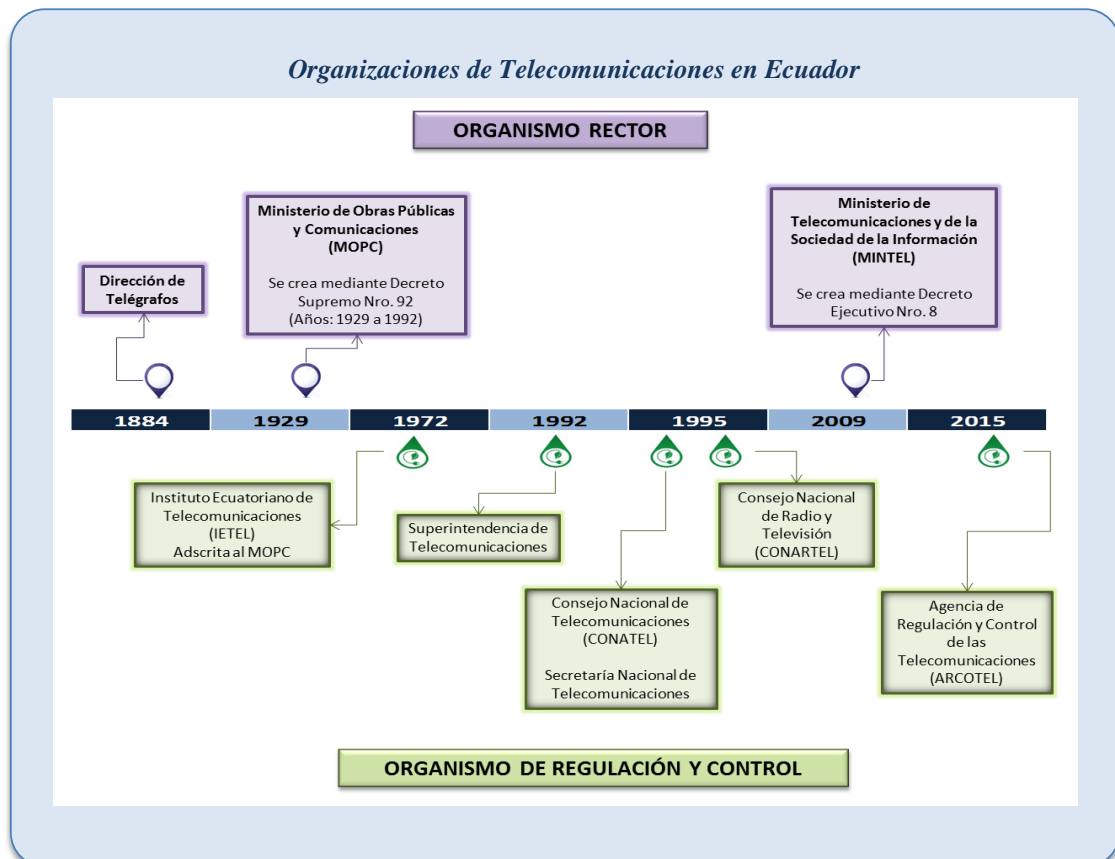 Organizaciones de Telecomunicaciones en Ecuador
ORGANISMO RECTOR
Dirección de
Telégrafos
Ministerio de Obras Públicas
y Comunicaciones
(MOPC)
Se crea mediante Decreto
Supremo Nro. 92
(Años: 1929 a 1992)
Ministerio de
Telecomunicaciones y de la
Sociedad de la Información
(MINTEL)
Se crea mediante Decreto
Ejecutivo Nro. 8
1884 1929 1972 1992 1995 2009 2015
Instituto Ecuatoriano de
Telecomunicaciones
(IETEL)
Adscrita al MOPC
Superintendencia de
Telecomunicaciones
Consejo Nacional de
Telecomunicaciones
(CONATEL)
Secretaría Nacional de
Telecomunicaciones
Consejo Nacional
de Radio y
Televisión
(CONARTEL)
Agencia de
Regulación y Control
de las
Telecomunicaciones
(ARCOTEL)
ORGANISMO DE REGULACIÓN Y CONTROL